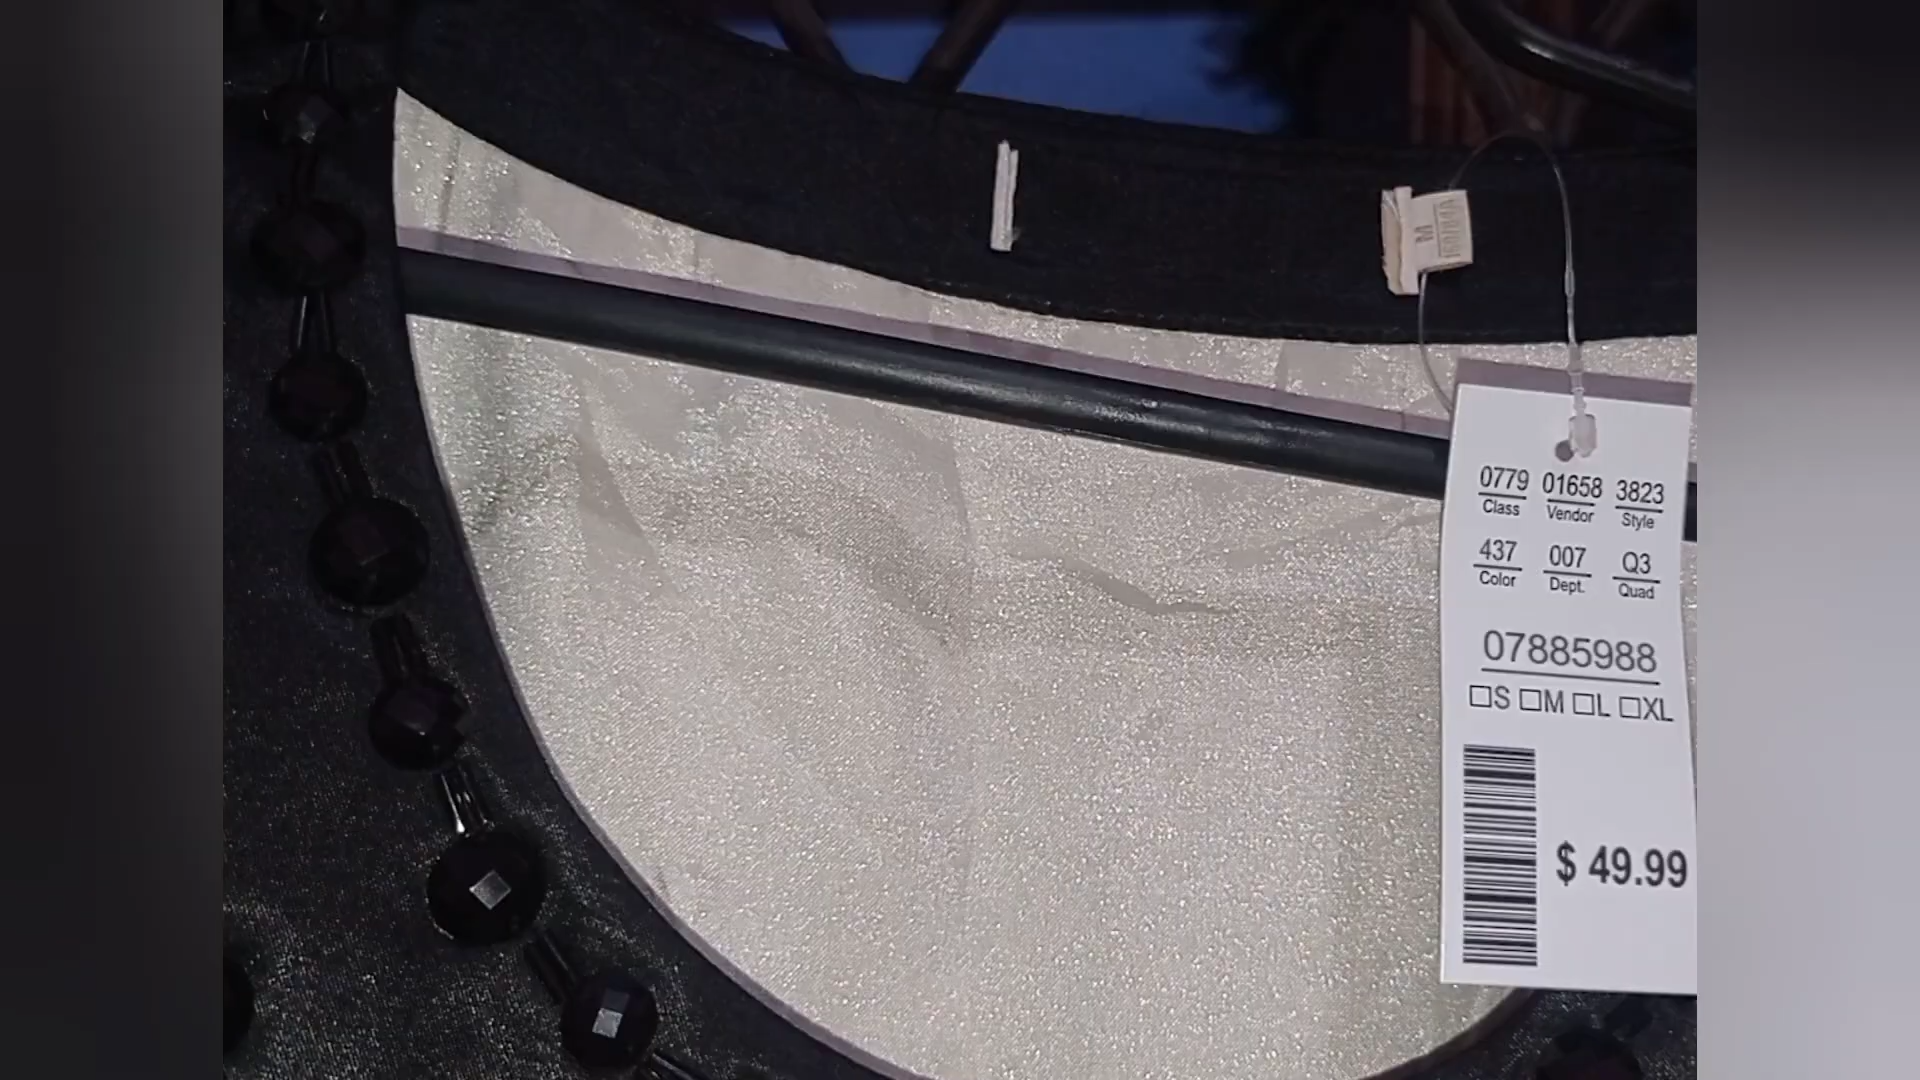 M
0779 01658 3823
Class Vendor Style
437 007 Q3
Color Dept. Quad
07885988
☐S ☐M ☐L ☐XL
$ 49.99